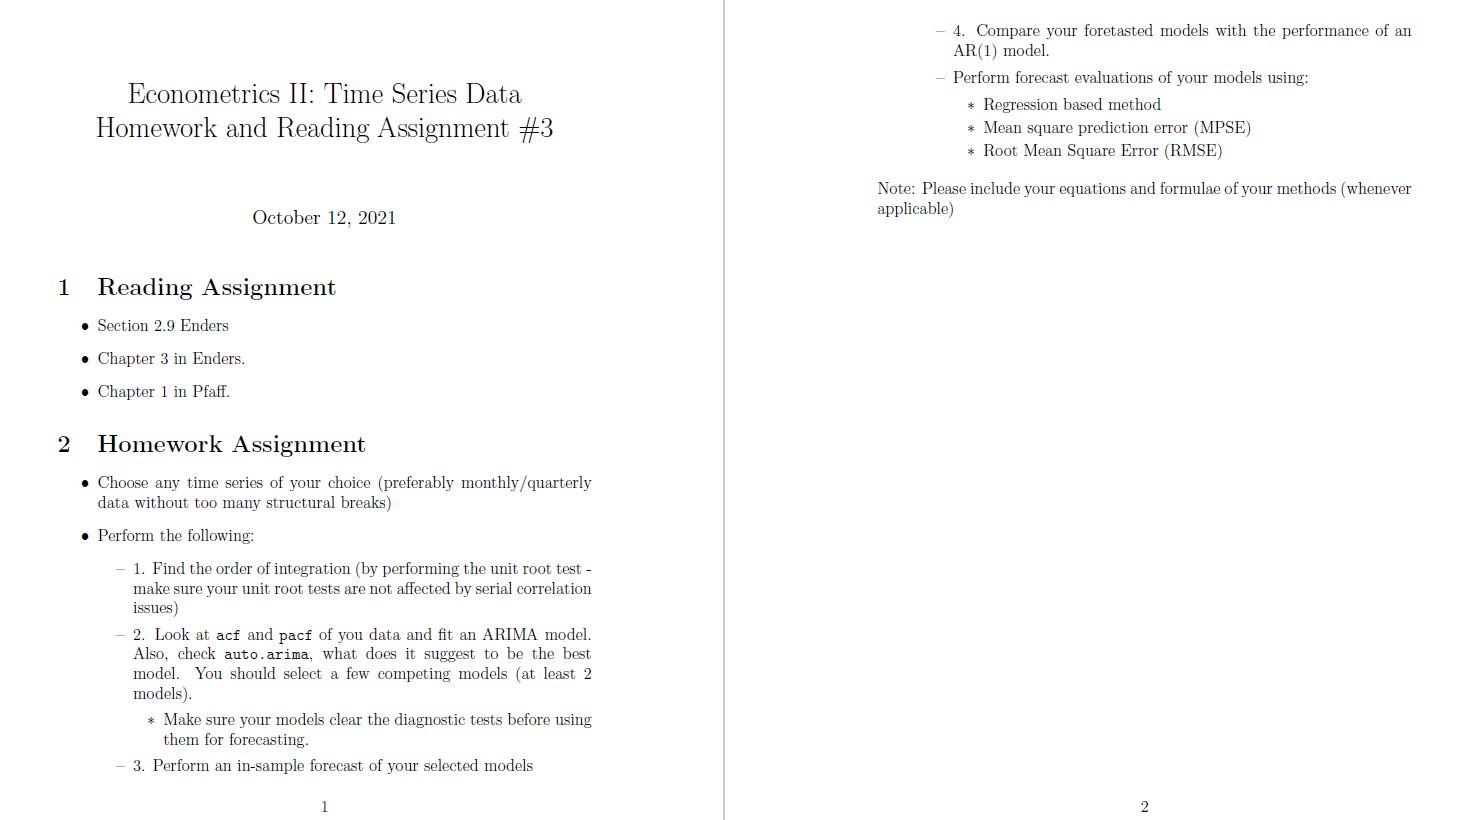 Econometrics II: Time Series Data
Homework and Reading Assignment #3
October 12, 2021
1 Reading Assignment
• Section 2.9 Enders
• Chapter 3 in Enders.
• Chapter 1 in Pfaff.
2 Homework Assignment
• Choose any time series of your choice (preferably monthly/quarterly
data without too many structural breaks)
• Perform the following:
– 1. Find the order of integration (by performing the unit root test -
make sure your unit root tests are not affected by serial correlation
issues)
– 2. Look at acf and pacf of you data and fit an ARIMA model.
Also, check auto.arima, what does it suggest to be the best
model. You should select a few competing models (at least 2
models).
* Make sure your models clear the diagnostic tests before using
them for forecasting.
– 3. Perform an in-sample forecast of your selected models
1
– 4. Compare your foretasted models with the performance of an
AR(1) model.
– Perform forecast evaluations of your models using:
* Regression based method
* Mean square prediction error (MPSE)
* Root Mean Square Error (RMSE)
Note: Please include your equations and formulae of your methods (whenever
applicable)
2